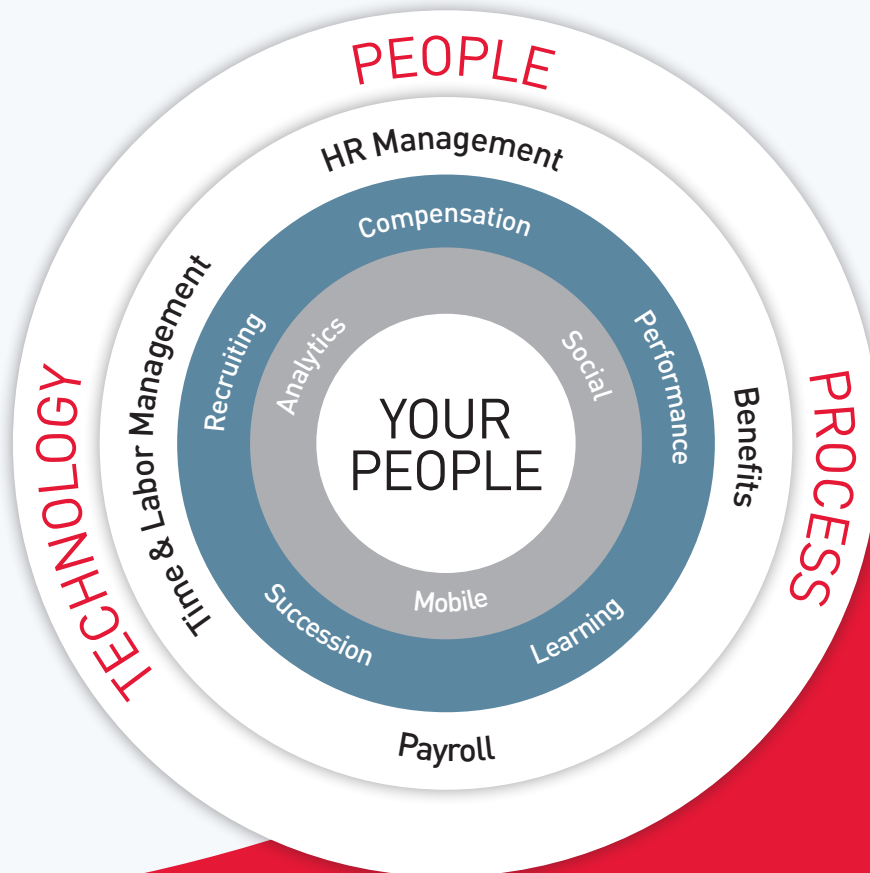 PEOPLE
HR Management
Compensation
Recruiting
Performance
Analytics
Social
Time & Labor Management
Benefits
TECHNOLOGY
PROCESS
YOUR
PEOPLE
Mobile
Succession
Learning
Payroll